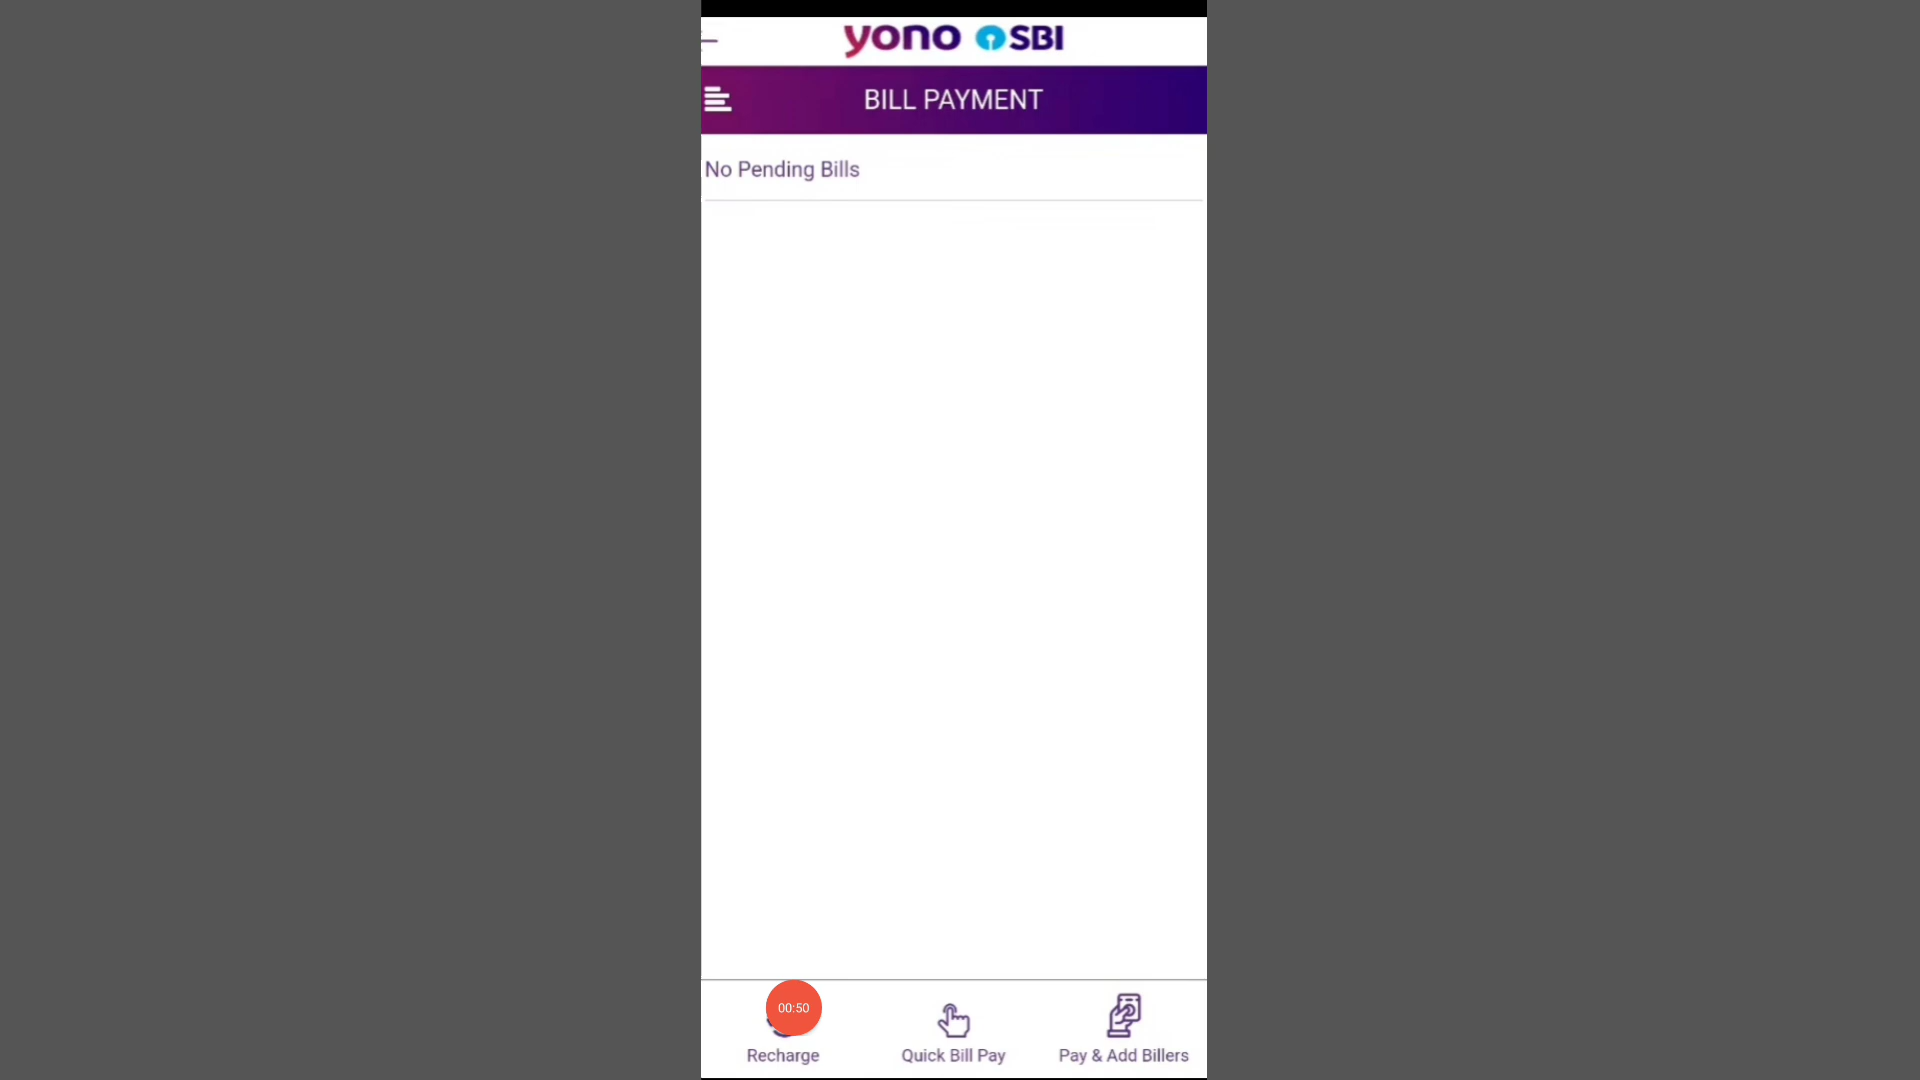 yono SBI
BILL PAYMENT
No Pending Bills
00:50
Recharge
Quick Bill Pay
Pay & Add Billers